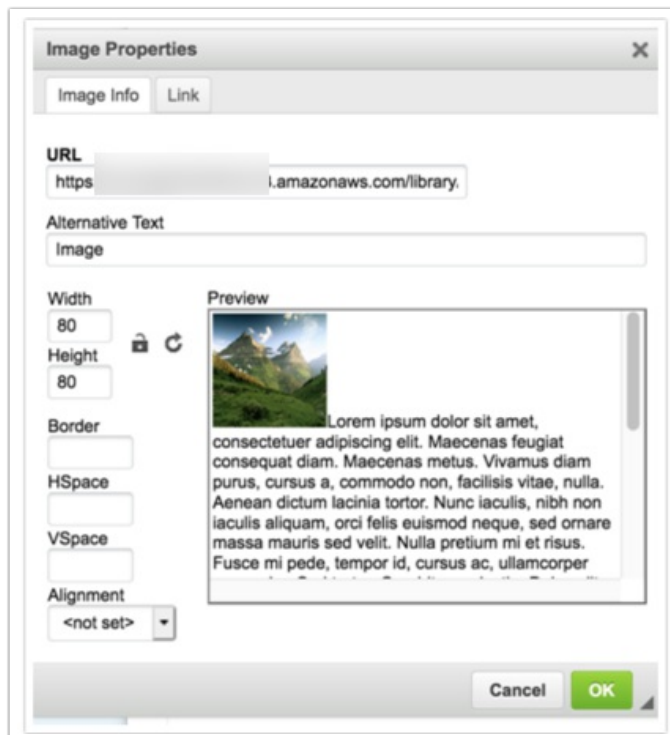 Image Properties
Image Info Link
URL
https .amazonaws.com/library.
Alternative Text
Image
Width
80
Height
80
Border
HSpace
VSpace
Alignment
<not set>
Preview
Lorem ipsum dolor sit amet,
consectetuer adipiscing elit. Maecenas feugiat
consequat diam. Maecenas metus. Vivamus diam
purus, cursus a, commodo non, facilisis vitae, nulla.
Aenean dictum lacinia tortor. Nunc iaculis, nibh non
iaculis aliquam, orci felis euismod neque, sed ornare
massa mauris sed velit. Nulla pretium mi et risus.
Fusce mi pede, tempor id, cursus ac, ullamcorper
Cancel OK